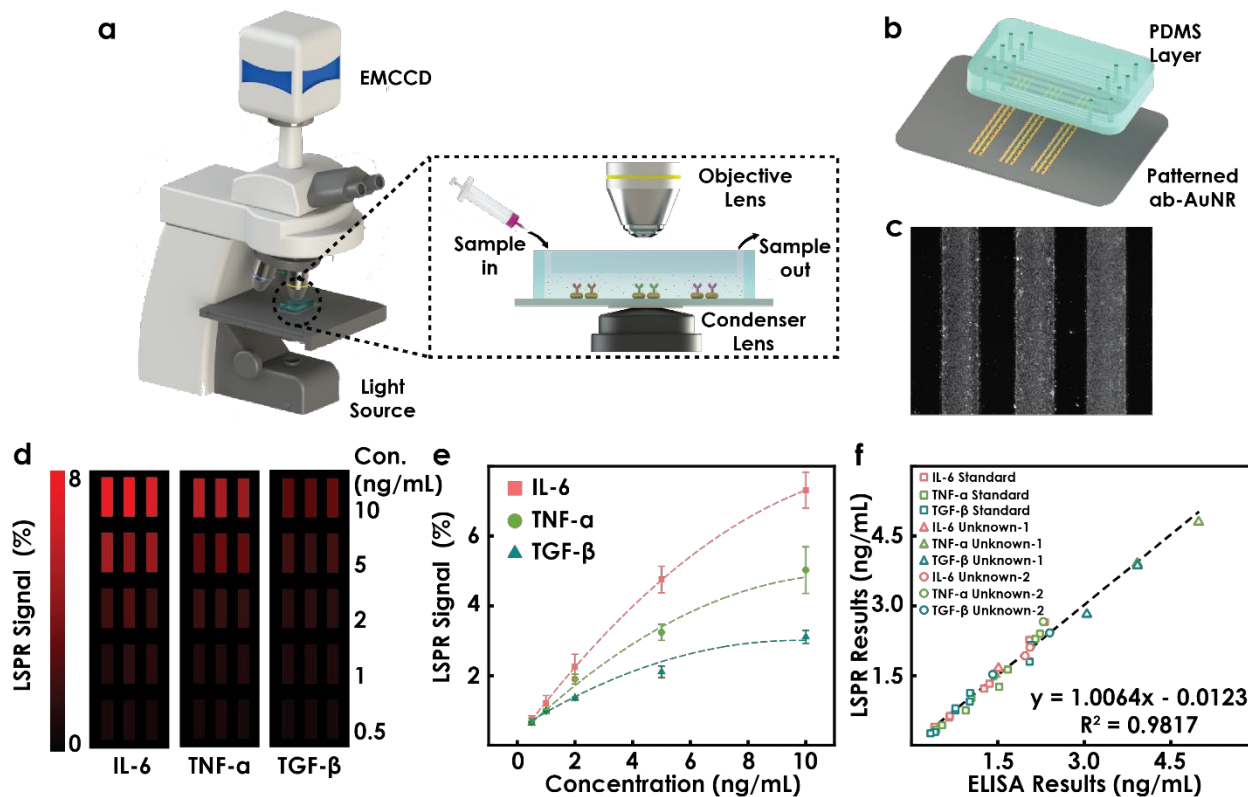 a
EMCCD
Objective
Lens
Sample
in
Sample
out
Condenser
Lens
Light
Source
b
PDMS
Layer
Patterned
ab-AuNR
c
d
8
LSPR Signal (%)
0
Con.
(ng/mL)
10
5
2
1
0.5
IL-6 TNF-a TGF-β
e
IL-6
TNF-a
TGF-β
LSPR Signal (%)
6
4
2
0 2 4 6 8 10
Concentration (ng/mL)
f
IL-6 Standard
TNF-a Standard
TGF-β Standard
IL-6 Unknown-1
TNF-a Unknown-1
TGF-β Unknown-1
IL-6 Unknown-2
TNF-a Unknown-2
TGF-β Unknown-2
LSPR Results (ng/mL)
4.5
3.0
1.5
y = 1.0064x - 0.0123
R² = 0.9817
1.5 3.0 4.5
ELISA Results (ng/mL)